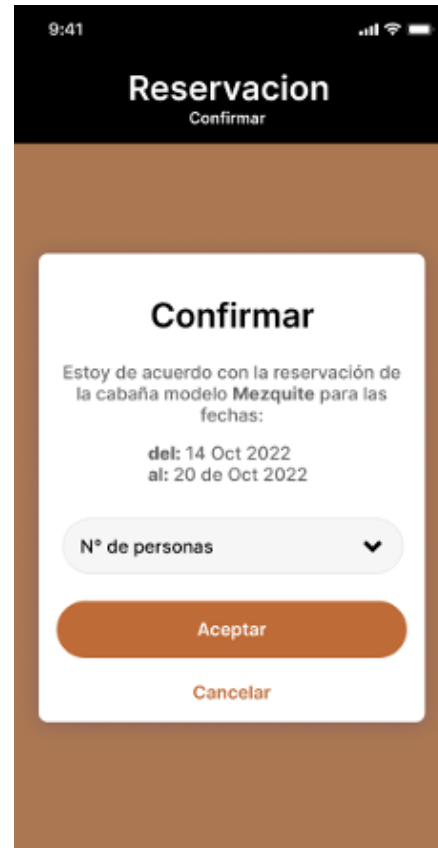 9:41
Reservacion
Confirmar
Confirmar
Estoy de acuerdo con la reservación de
la cabaña modelo Mezquite para las
fechas:
del: 14 Oct 2022
al: 20 de Oct 2022
N° de personas
Aceptar
Cancelar